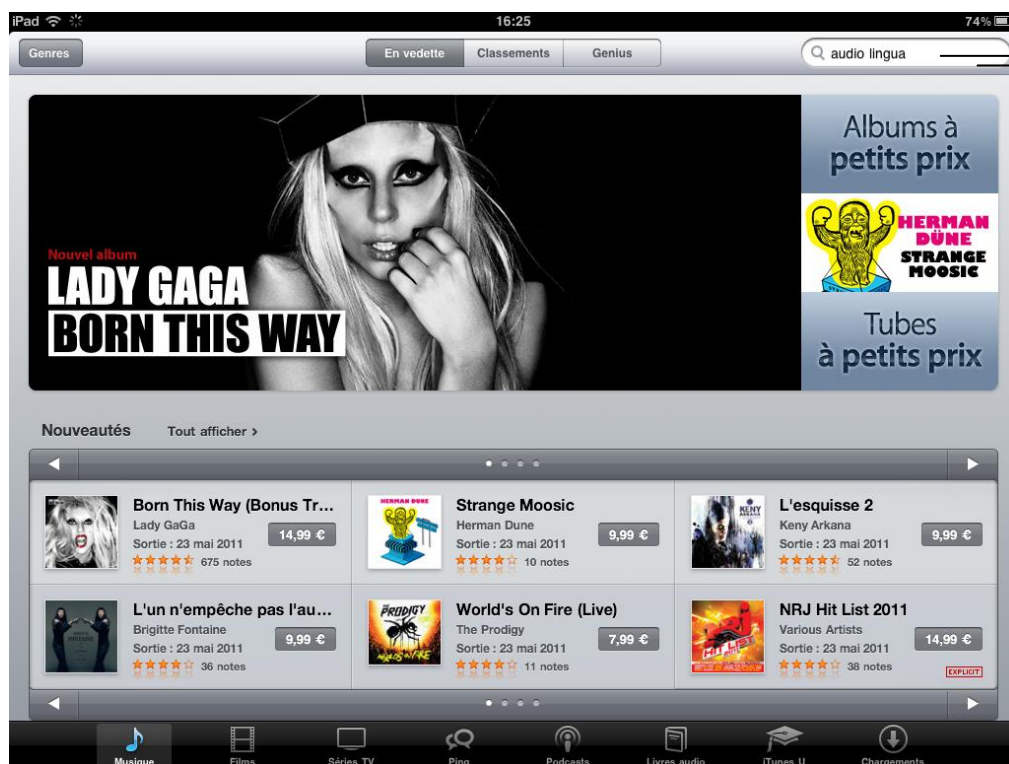 iPad 16:25 74%
Genres En vedette Classements Genius audio lingua
Albums à
petits prix
Nouvel album
LADY GAGA
BORN THIS WAY
HERMAN
DÜNE
STRANGE
MOOSIC
Tubes
à petits prix
Nouveautés Tout afficher ›
Born This Way (Bonus Tr...
Lady GaGa
Sortie : 23 mai 2011
675 notes
14,99 €
HERMAN DUNE
Strange Moosic
Herman Dune
Sortie : 23 mai 2011
10 notes
9,99 €
KENY
ARKANA
L'esquisse 2
Keny Arkana
Sortie : 23 mai 2011
52 notes
9,99 €
L'un n'empêche pas l'au...
Brigitte Fontaine
Sortie : 23 mai 2011
36 notes
9,99 €
PRODIGY
World's On Fire (Live)
The Prodigy
Sortie : 23 mai 2011
11 notes
7,99 €
HIT LIST
NRJ Hit List 2011
Various Artists
Sortie : 23 mai 2011
38 notes
14,99 €
EXPLICIT
Musique Films Séries TV Ping Podcasts Livres audio iTunes U Chargements